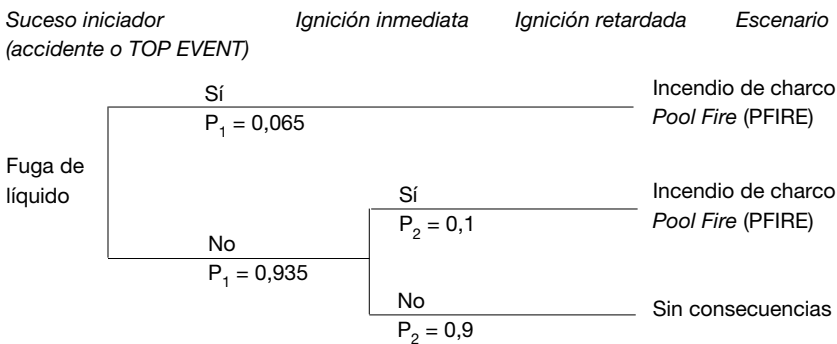 Suceso iniciador Ignición inmediata Ignición retardada Escenario
(accidente o TOP EVENT)
Sí
P₁ = 0,065
Incendio de charco
Pool Fire (PFIRE)
Fuga de
líquido
Sí
P₂ = 0,1
Incendio de charco
Pool Fire (PFIRE)
No
P₁ = 0,935
No
P₂ = 0,9
Sin consecuencias